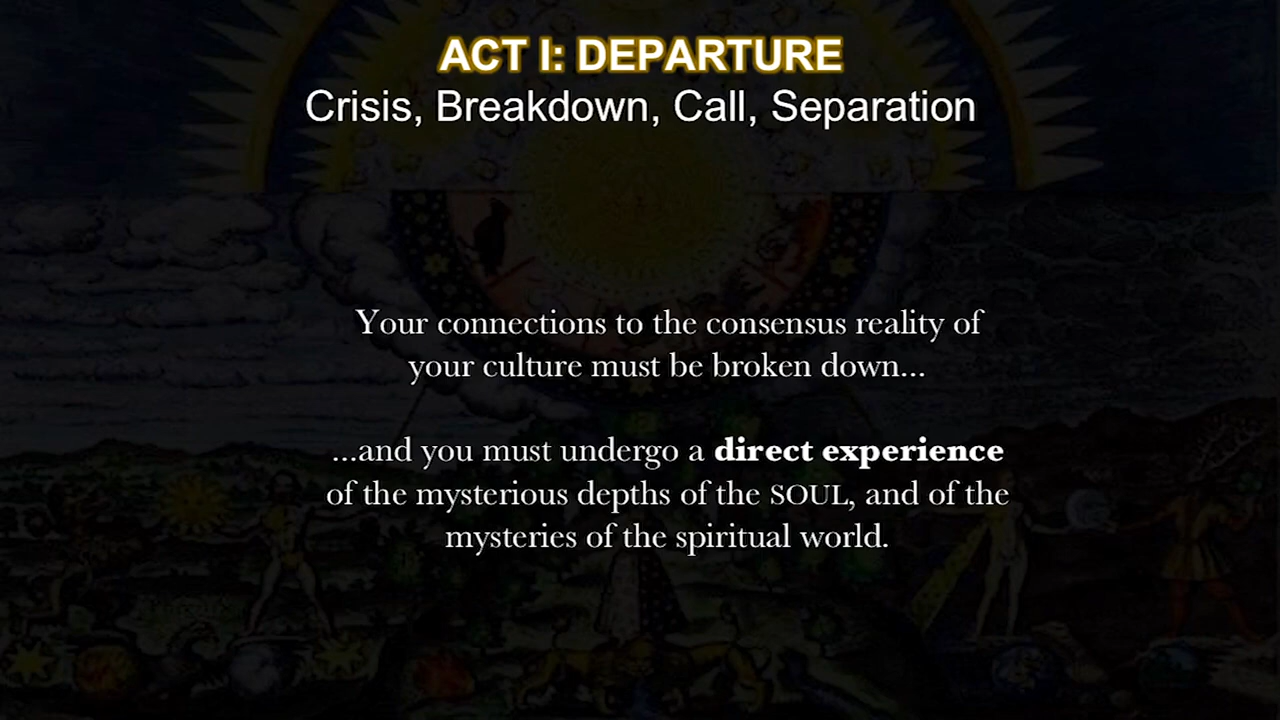 ACT I: DEPARTURE
Crisis, Breakdown, Call, Separation
Your connections to the consensus reality of
your culture must be broken down...
...and you must undergo a direct experience
of the mysterious depths of the SOUL, and of the
mysteries of the spiritual world.